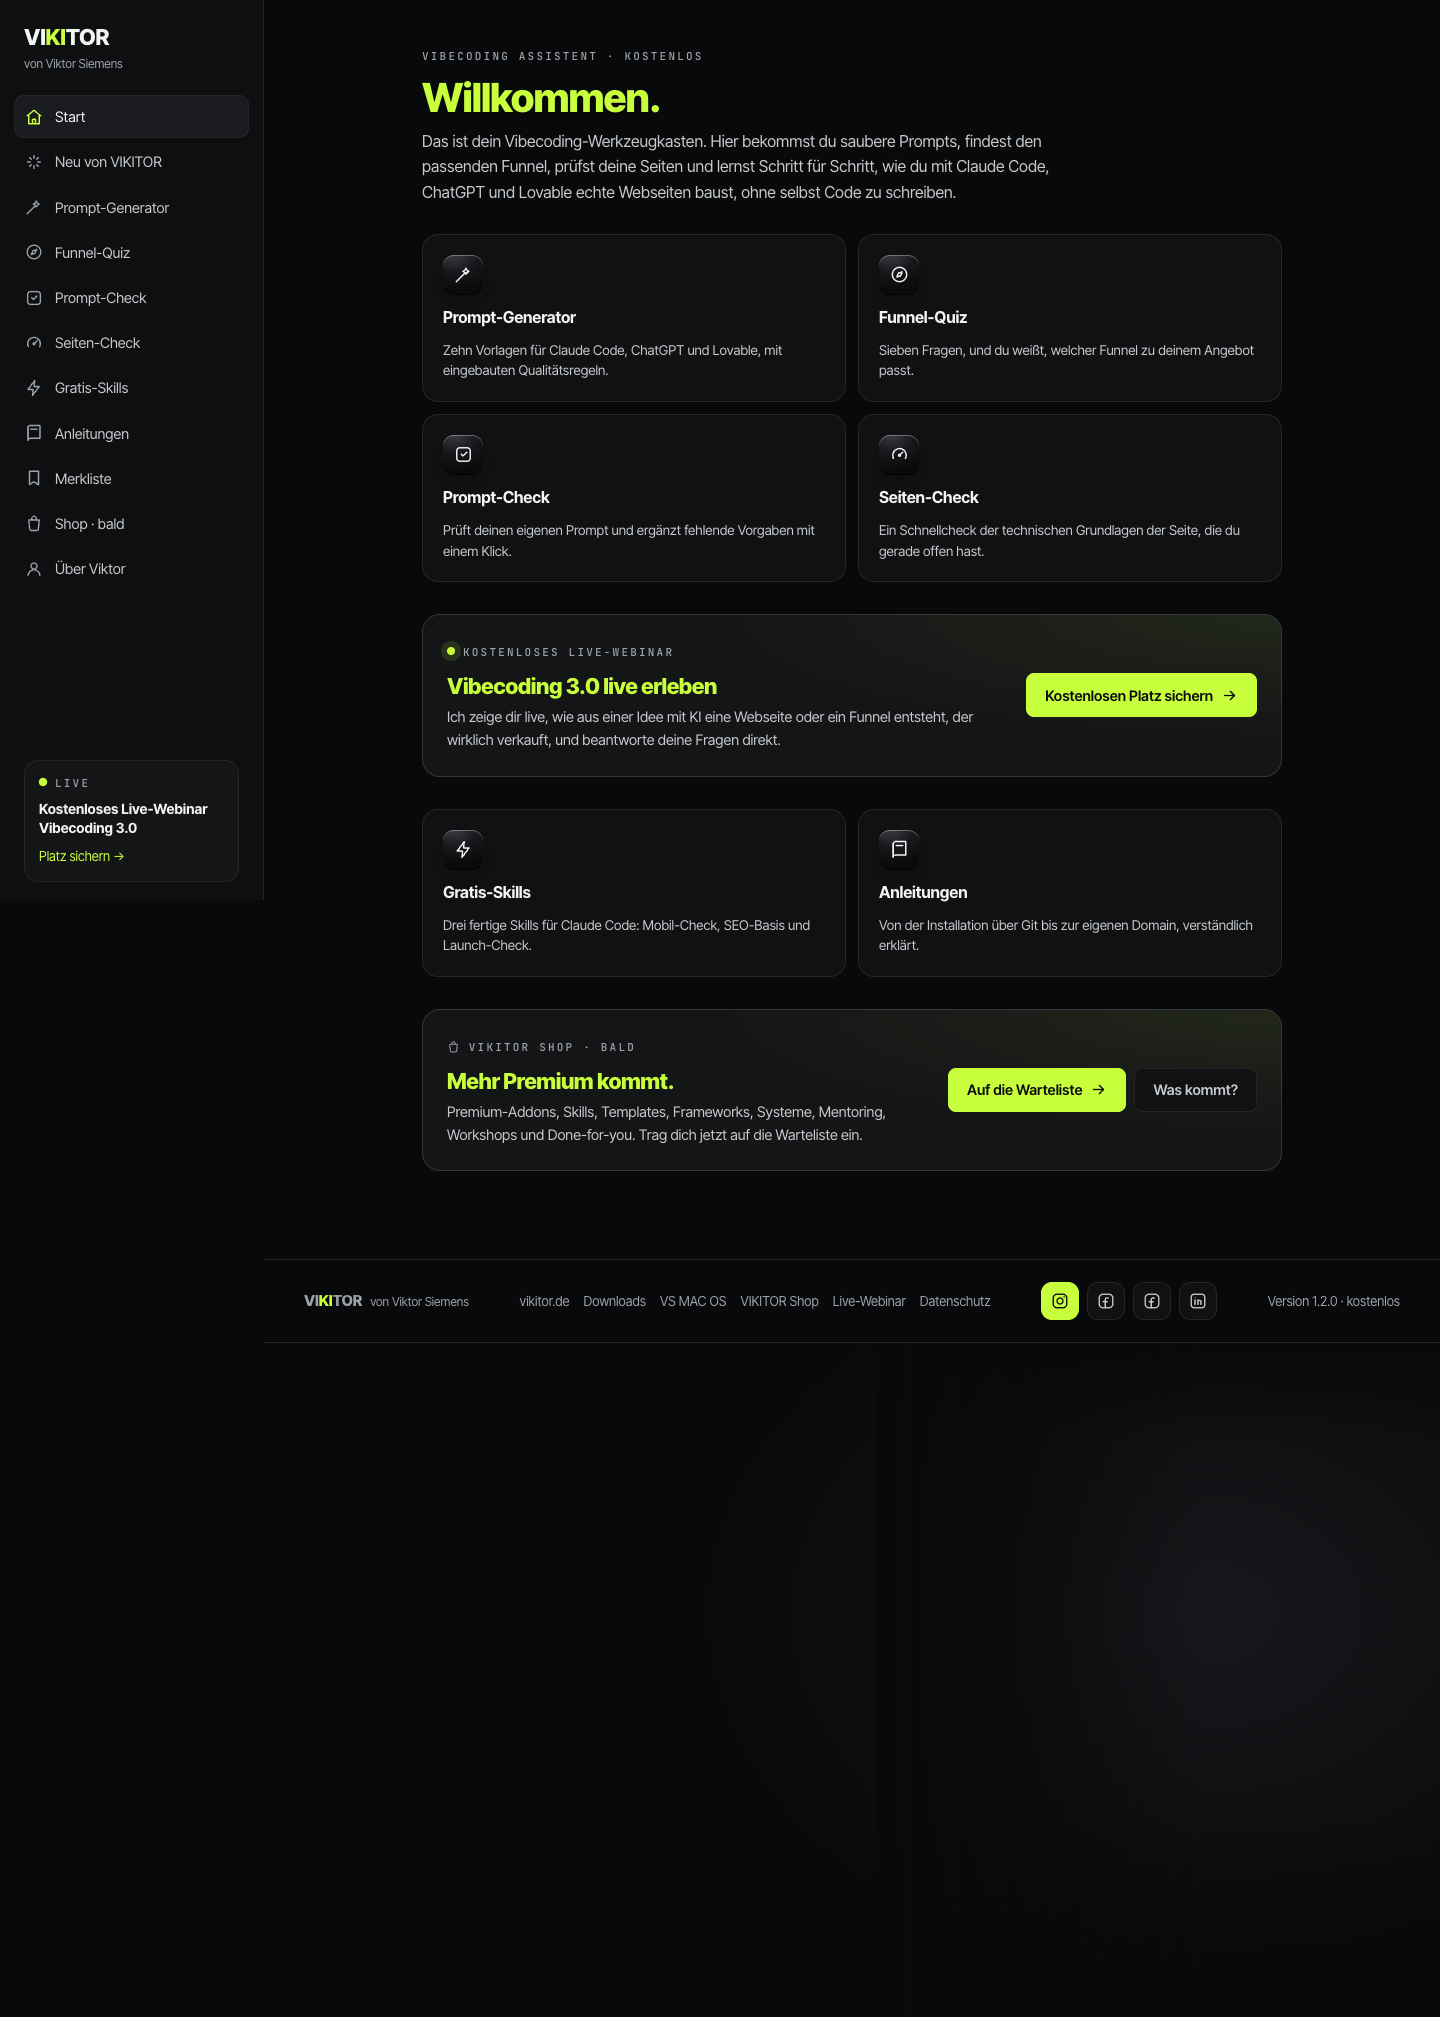 VIKITOR
von Viktor Siemens
Start
Neu von VIKITOR
Prompt-Generator
Funnel-Quiz
Prompt-Check
Seiten-Check
Gratis-Skills
Anleitungen
Merkliste
Shop · bald
Über Viktor
LIVE
Kostenloses Live-Webinar
Vibecoding 3.0
Platz sichern →
VIBECODING ASSISTENT · KOSTENLOS
Willkommen.
Das ist dein Vibecoding-Werkzeugkasten. Hier bekommst du saubere Prompts, findest den
passenden Funnel, prüfst deine Seiten und lernst Schritt für Schritt, wie du mit Claude Code,
ChatGPT und Lovable echte Webseiten baust, ohne selbst Code zu schreiben.
Prompt-Generator
Zehn Vorlagen für Claude Code, ChatGPT und Lovable, mit
eingebauten Qualitätsregeln.
Funnel-Quiz
Sieben Fragen, und du weißt, welcher Funnel zu deinem Angebot
passt.
Prompt-Check
Prüft deinen eigenen Prompt und ergänzt fehlende Vorgaben mit
einem Klick.
Seiten-Check
Ein Schnellcheck der technischen Grundlagen der Seite, die du
gerade offen hast.
KOSTENLOSES LIVE-WEBINAR
Vibecoding 3.0 live erleben
Ich zeige dir live, wie aus einer Idee mit KI eine Webseite oder ein Funnel entsteht, der
wirklich verkauft, und beantworte deine Fragen direkt.
Kostenlosen Platz sichern →
Gratis-Skills
Drei fertige Skills für Claude Code: Mobil-Check, SEO-Basis und
Launch-Check.
Anleitungen
Von der Installation über Git bis zur eigenen Domain, verständlich
erklärt.
VIKITOR SHOP · BALD
Mehr Premium kommt.
Premium-Addons, Skills, Templates, Frameworks, Systeme, Mentoring,
Workshops und Done-for-you. Trag dich jetzt auf die Warteliste ein.
Auf die Warteliste →
Was kommt?
VIKITOR von Viktor Siemens
vikitor.de Downloads VS MAC OS VIKITOR Shop Live-Webinar Datenschutz
Version 1.2.0 · kostenlos